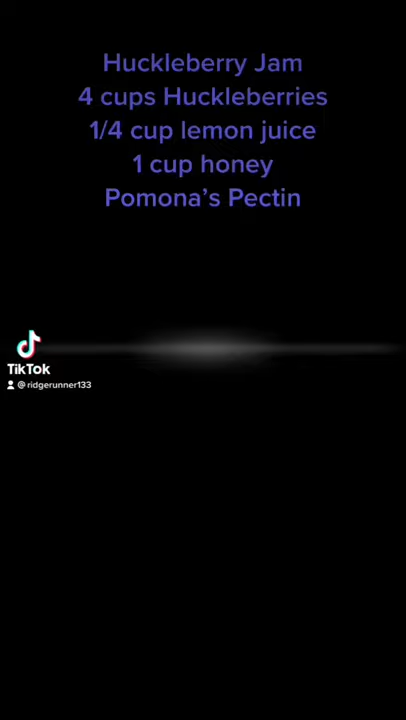 Huckleberry Jam
4 cups Huckleberries
1/4 cup lemon juice
1 cup honey
Pomona’s Pectin
TikTok
@ridgerunner133